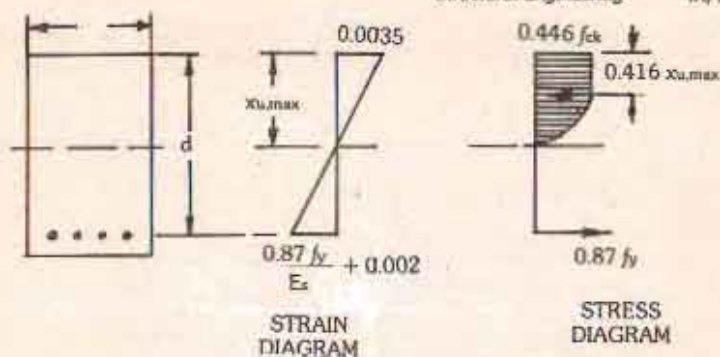 0.0035
0.446 fck
0.416 xu,max
xu,max
d
0.87 fy
Es
+ 0.002
0.87 fy
STRAIN
DIAGRAM
STRESS
DIAGRAM